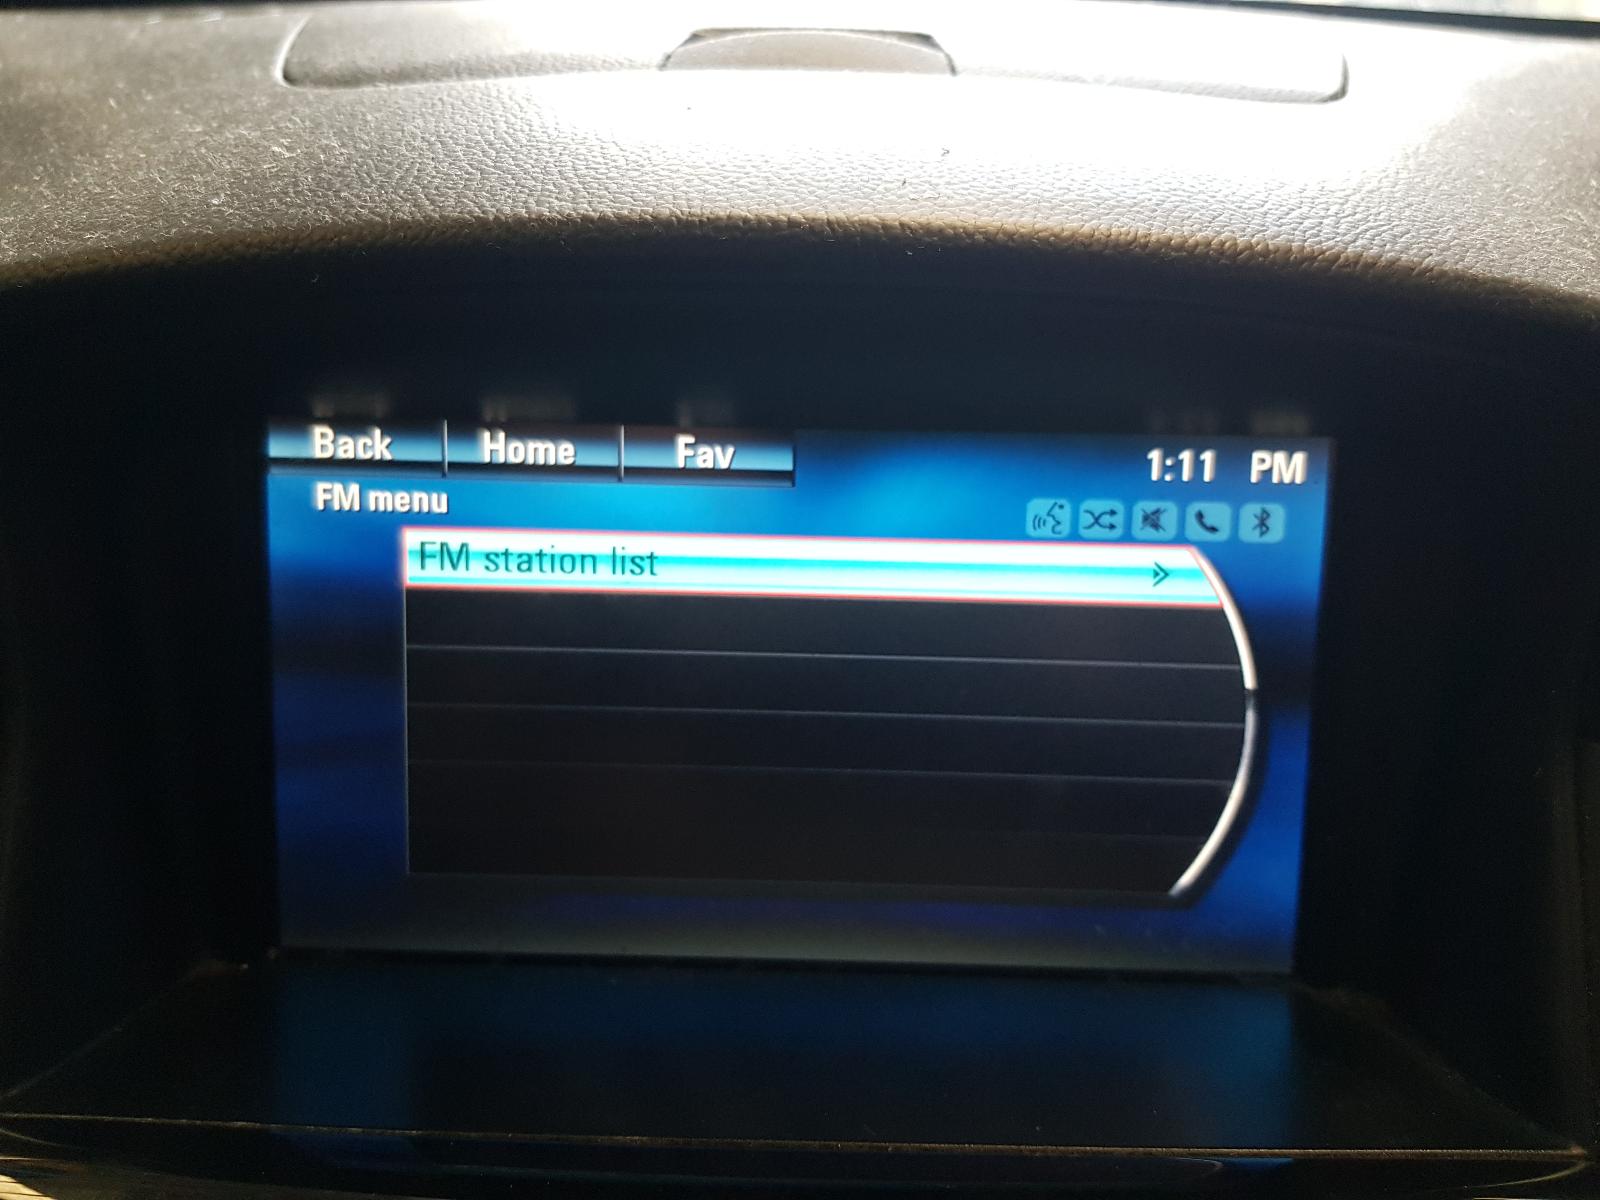 Back Home Fav 1:11 PM
FM menu
FM station list